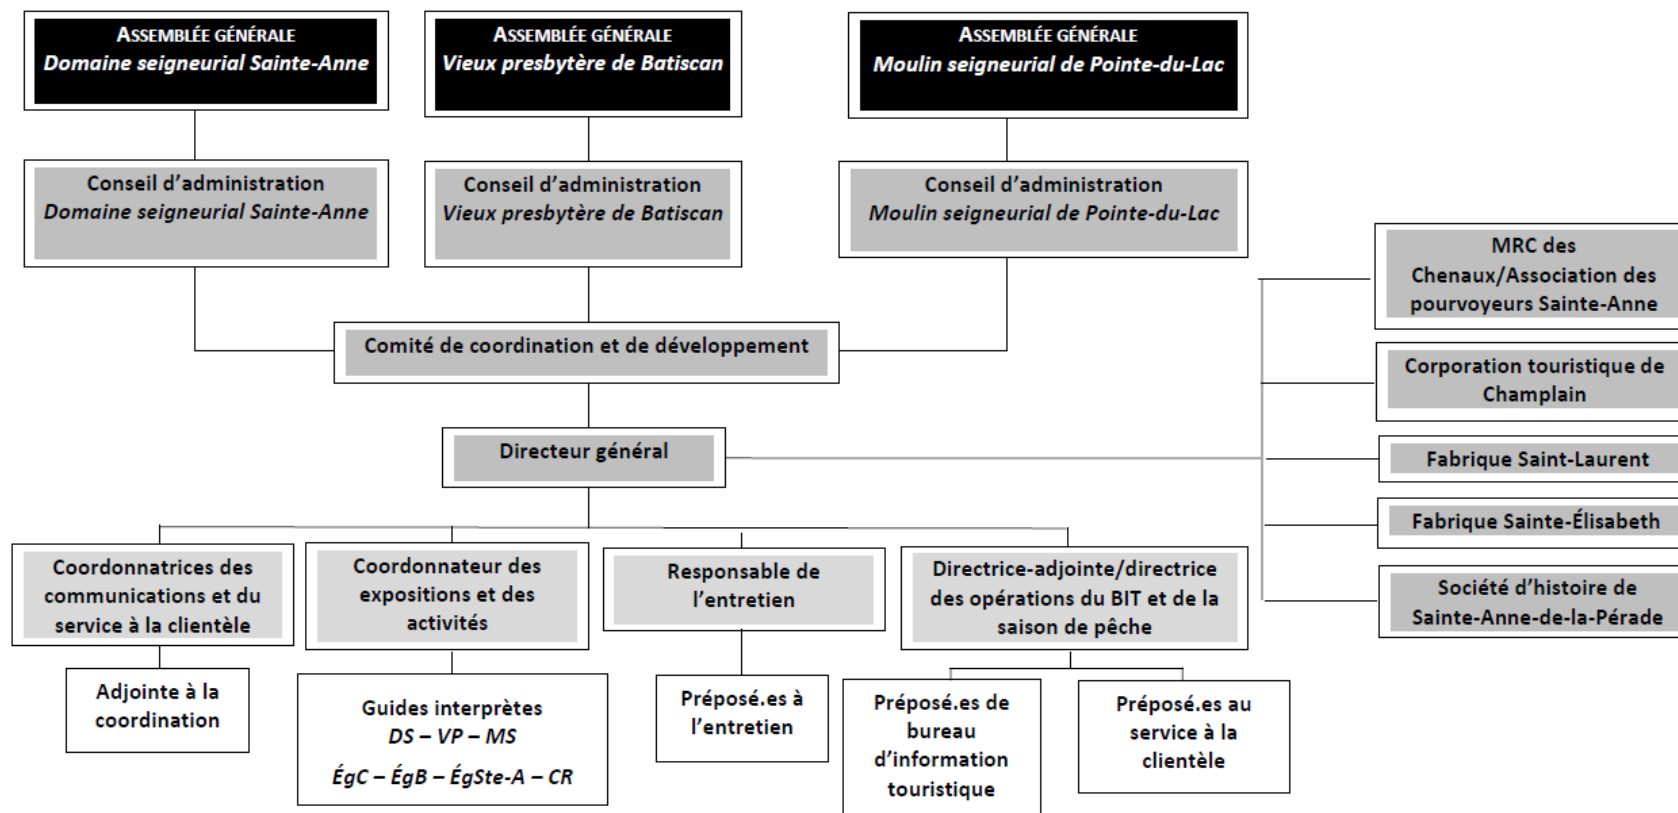 ASSEMBLÉE GÉNÉRALE
Domaine seigneurial Sainte-Anne
ASSEMBLÉE GÉNÉRALE
Vieux presbytère de Batiscan
ASSEMBLÉE GÉNÉRALE
Moulin seigneurial de Pointe-du-Lac
Conseil d’administration
Domaine seigneurial Sainte-Anne
Conseil d’administration
Vieux presbytère de Batiscan
Conseil d’administration
Moulin seigneurial de Pointe-du-Lac
Comité de coordination et de développement
Directeur général
MRC des
Chenaux/Association des
pourvoyeurs Sainte-Anne
Corporation touristique de
Champlain
Fabrique Saint-Laurent
Fabrique Sainte-Élisabeth
Société d’histoire de
Sainte-Anne-de-la-Pérade
Coordonnatrices des
communications et du
service à la clientèle
Coordonnateur des
expositions et des
activités
Responsable de
l’entretien
Directrice-adjointe/directrice
des opérations du BIT et de la
saison de pêche
Adjointe à la
coordination
Guides interprètes
DS – VP – MS
ÉgC – ÉgB – ÉgSte-A – CR
Préposé.es à
l’entretien
Préposé.es de
bureau
d’information
touristique
Préposé.es au
service à la
clientèle